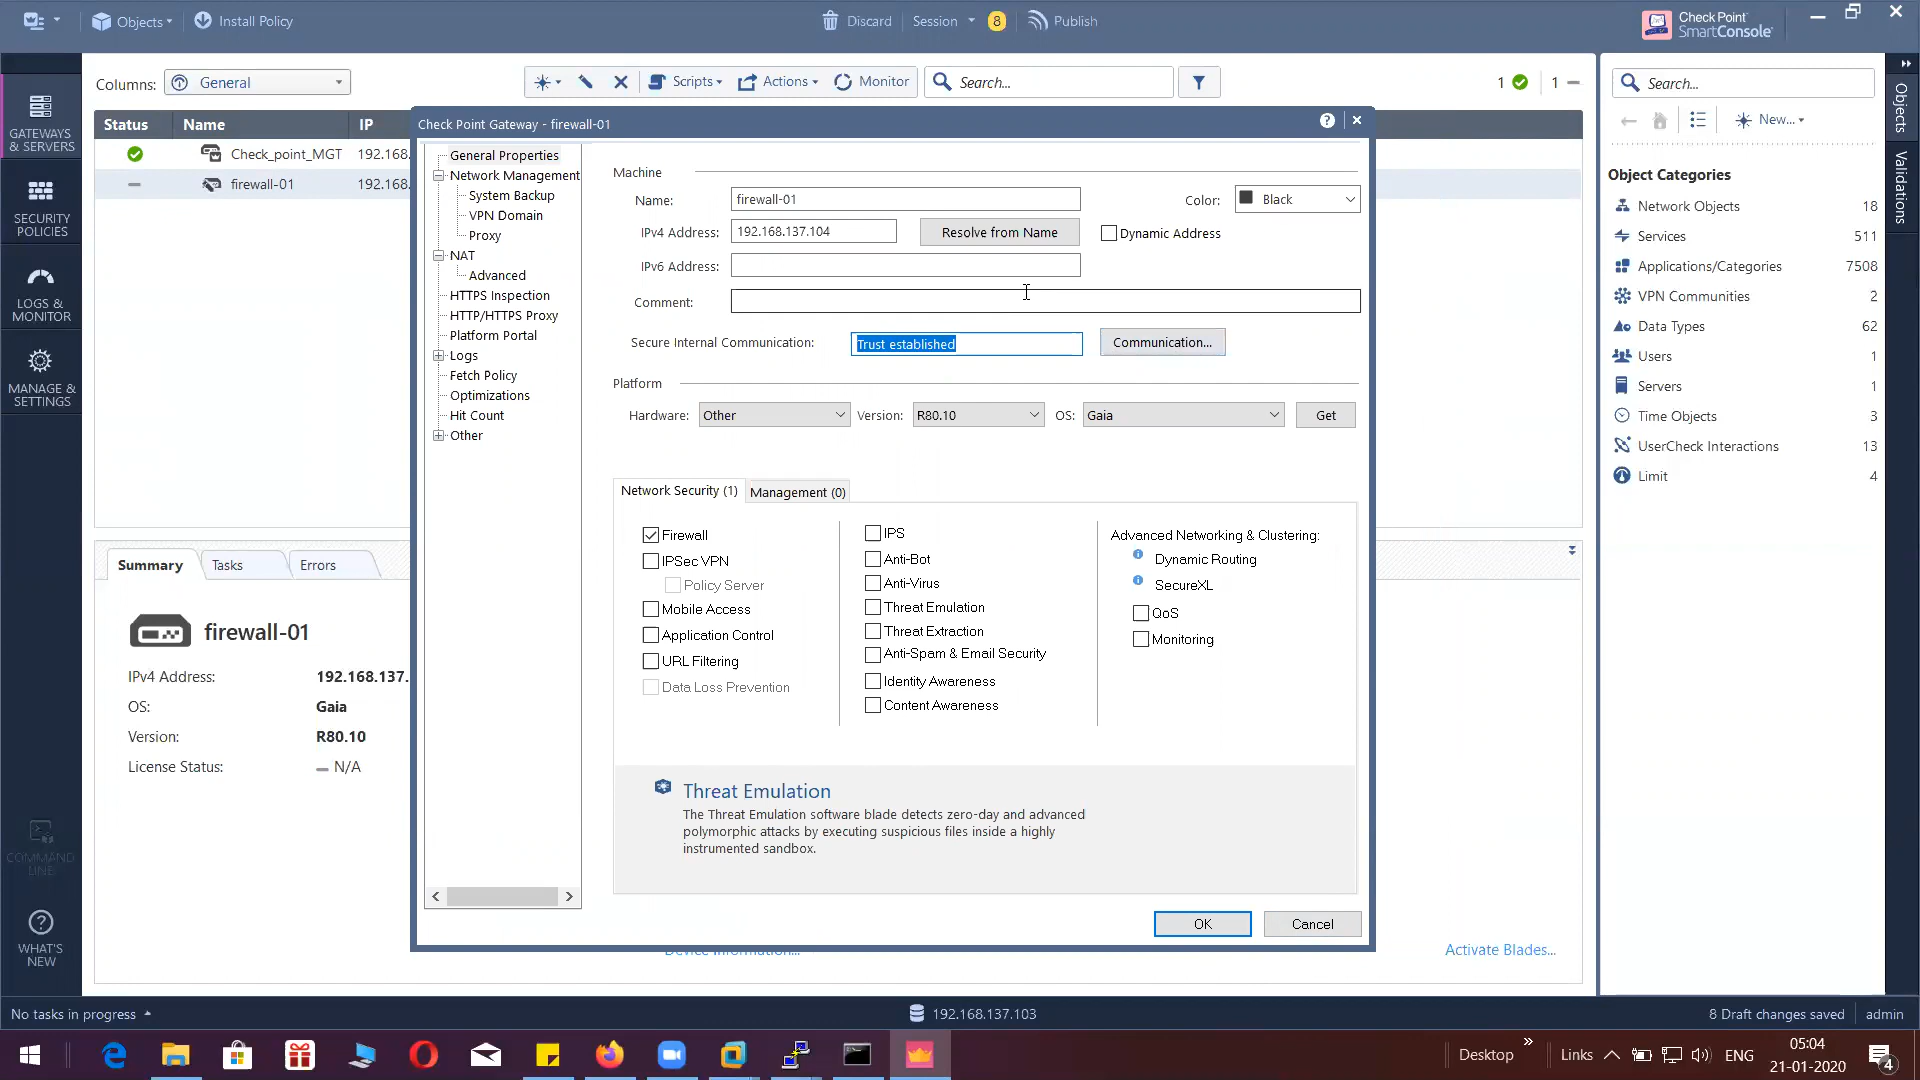 Objects
Install Policy
Discard
Session
8
Publish
Check Point
SmartConsole
GATEWAYS
& SERVERS
SECURITY
POLICIES
LOGS &
MONITOR
MANAGE &
SETTINGS
COMMAND
LINE
WHAT'S
NEW
Columns:
General
Scripts
Actions
Monitor
Search...
1
1
Status
Name
IP
Check_point_MGT
192.168.
firewall-01
192.168.
Check Point Gateway - firewall-01
General Properties
Network Management
System Backup
VPN Domain
Proxy
NAT
Advanced
HTTPS Inspection
HTTP/HTTPS Proxy
Platform Portal
Logs
Fetch Policy
Optimizations
Hit Count
Other
Machine
Name:
firewall-01
Color:
Black
IPv4 Address:
192.168.137.104
Resolve from Name
Dynamic Address
IPv6 Address:
Comment:
Secure Internal Communication:
Trust established
Communication...
Platform
Hardware:
Other
Version:
R80.10
OS:
Gaia
Get
Network Security (1)
Management (0)
Firewall
IPSec VPN
Policy Server
Mobile Access
Application Control
URL Filtering
Data Loss Prevention
IPS
Anti-Bot
Anti-Virus
Threat Emulation
Threat Extraction
Anti-Spam & Email Security
Identity Awareness
Content Awareness
Advanced Networking & Clustering:
Dynamic Routing
SecureXL
QoS
Monitoring
Threat Emulation
The Threat Emulation software blade detects zero-day and advanced
polymorphic attacks by executing suspicious files inside a highly
instrumented sandbox.
OK
Cancel
Summary
Tasks
Errors
firewall-01
IPv4 Address:
192.168.137.
OS:
Gaia
Version:
R80.10
License Status:
N/A
Device Information...
Activate Blades...
Search...
New...
Object Categories
Network Objects 18
Services 511
Applications/Categories 7508
VPN Communities 2
Data Types 62
Users 1
Servers 1
Time Objects 3
UserCheck Interactions 13
Limit 4
Objects
Validations
No tasks in progress
192.168.137.103
8 Draft changes saved
admin
Desktop
Links
ENG
05:04
21-01-2020
4